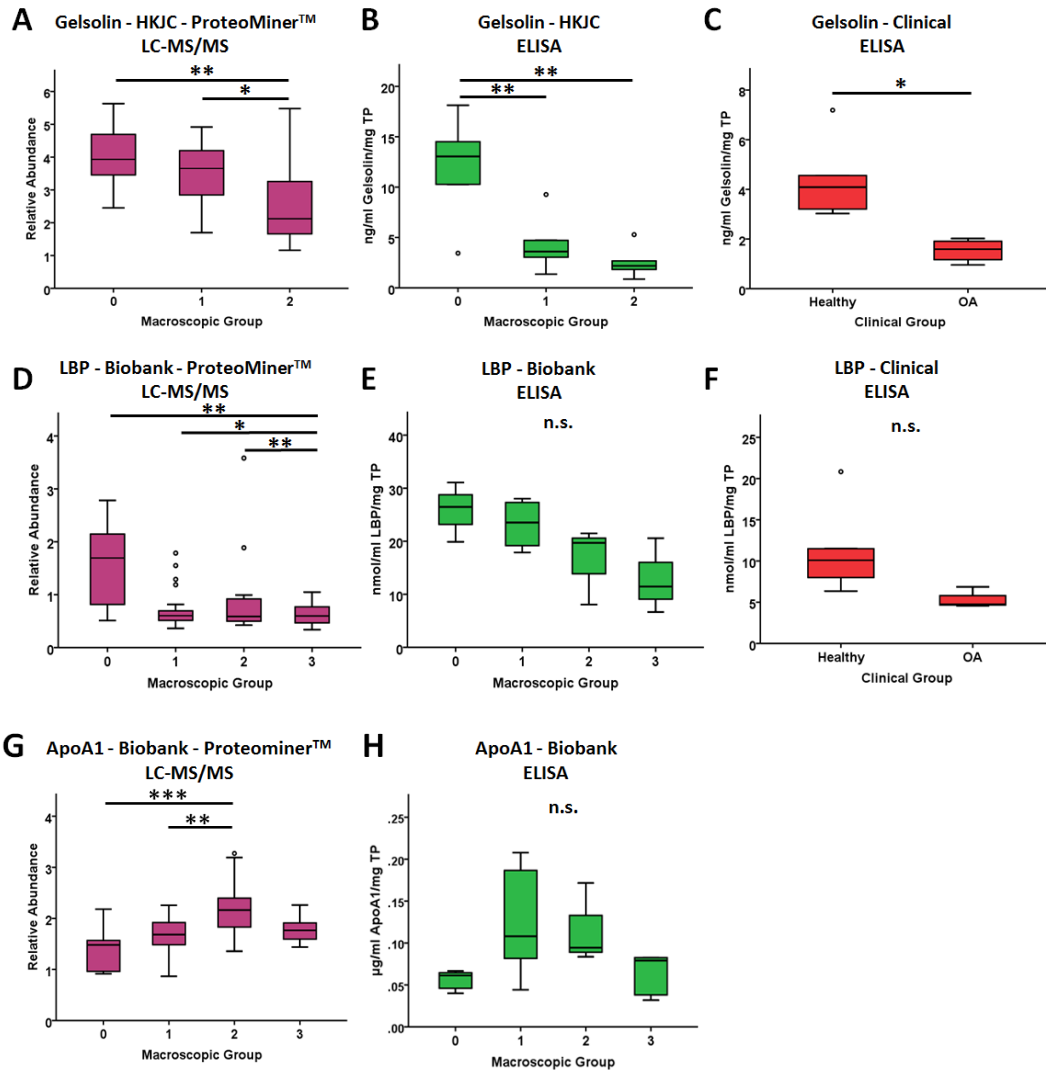 A
Gelsolin - HKJC - ProteoMiner™
LC-MS/MS
**
*
Relative Abundance
6
5
4
3
2
1
0
0 1 2
Macroscopic Group
B
Gelsolin - HKJC
ELISA
**
**
ng/ml Gelsolin/mg TP
20
15
10
5
0
0 1 2
Macroscopic Group
C
Gelsolin - Clinical
ELISA
*
ng/ml Gelsolin/mg TP
8
6
4
2
0
Healthy OA
Clinical Group
D
LBP - Biobank - ProteoMiner™
LC-MS/MS
**
*
**
Relative Abundance
4
3
2
1
0
0 1 2 3
Macroscopic Group
E
LBP - Biobank
ELISA
n.s.
nmol/ml LBP/mg TP
40
30
20
10
0
0 1 2 3
Macroscopic Group
F
LBP - Clinical
ELISA
n.s.
nmol/ml LBP/mg TP
25
20
15
10
5
0
Healthy OA
Clinical Group
G
ApoA1 - Biobank - Proteominer™
LC-MS/MS
***
**
Relative Abundance
4
3
2
1
0
0 1 2 3
Macroscopic Group
H
ApoA1 - Biobank
ELISA
n.s.
µg/ml ApoA1/mg TP
.25
.20
.15
.10
.05
.00
0 1 2 3
Macroscopic Group